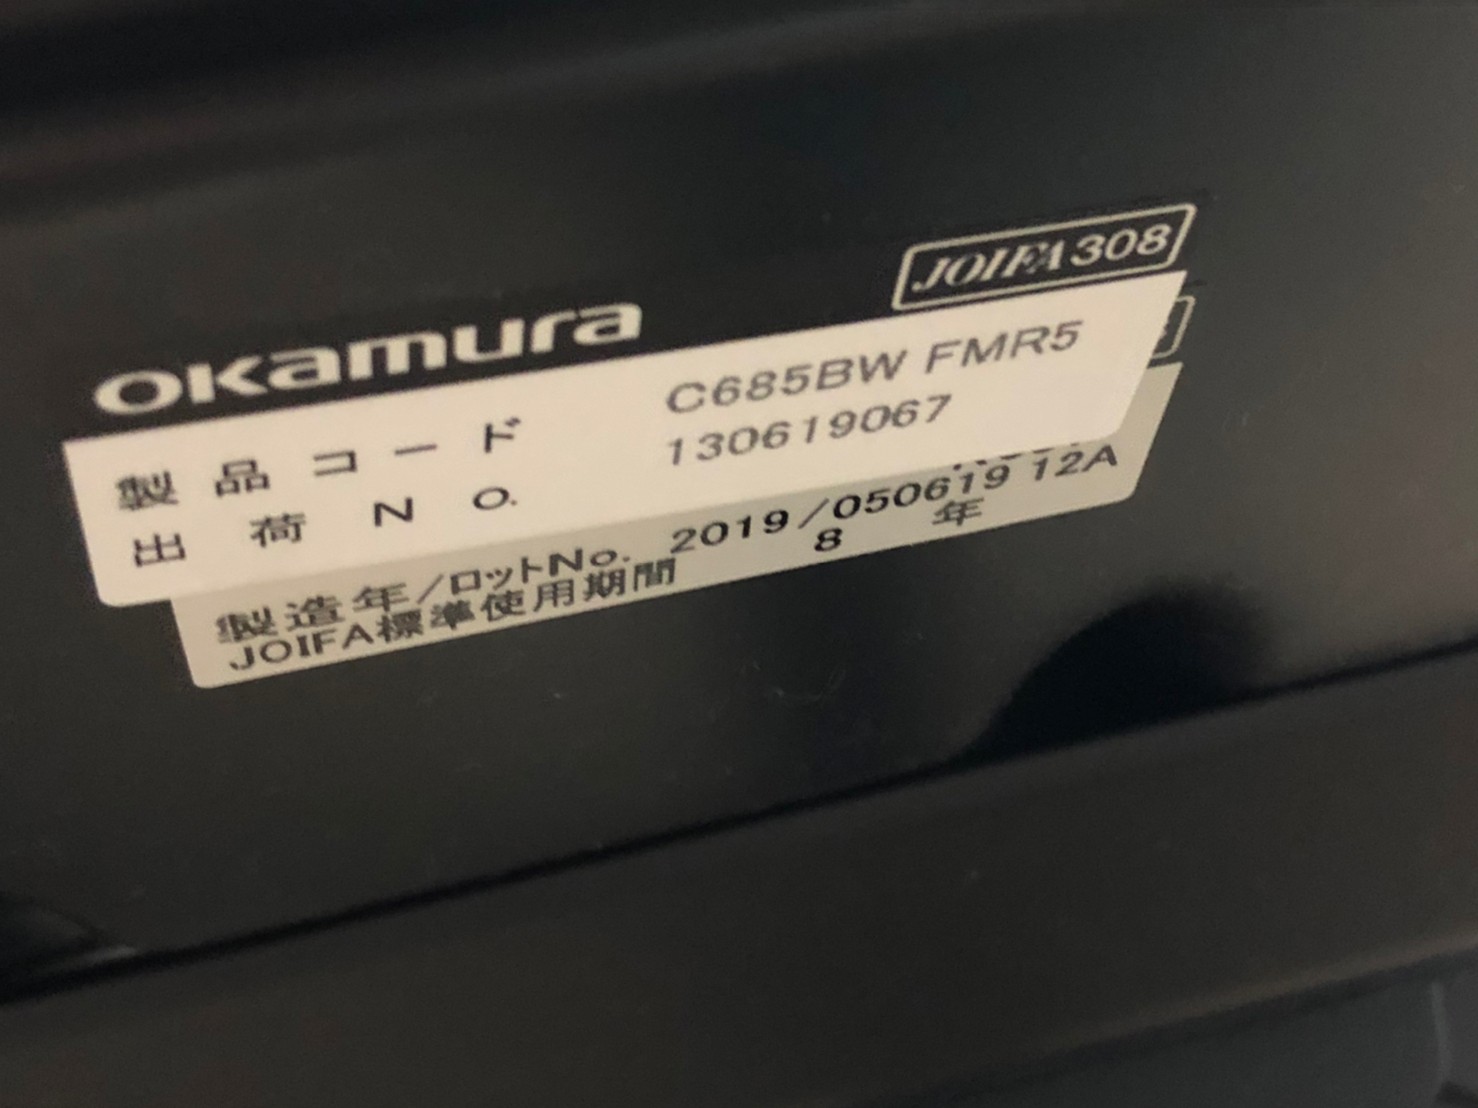 JOIFA308
okamura
製品コード C685BW FMR5
出荷No. 130619067
製造年/ロットNo. 2019/050619 12A
JOIFA標準使用期間 8 年